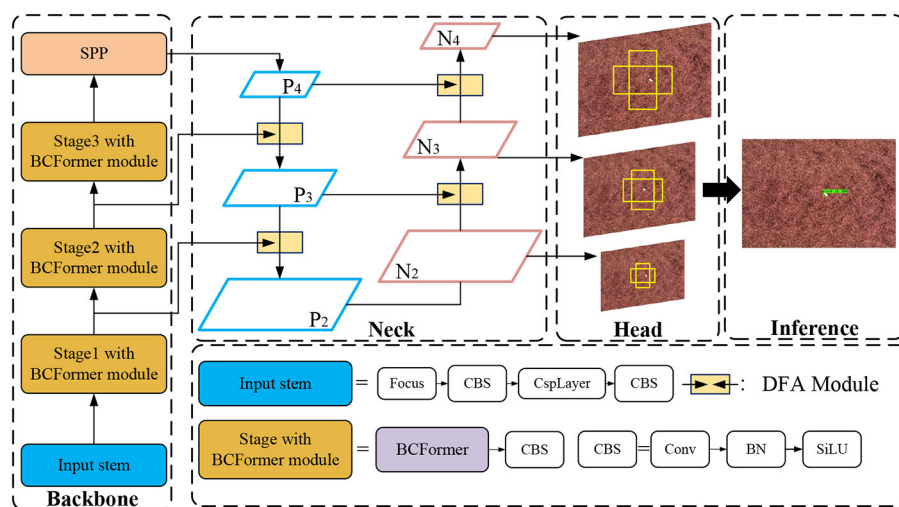 SPP
Stage3 with
BCFormer module
Stage2 with
BCFormer module
Stage1 with
BCFormer module
Input stem
Backbone
P4
P3
P2
N4
N3
N2
Neck
Head
Inference
Input stem = Focus CBS CspLayer CBS : DFA Module
Stage with
BCFormer module = BCFormer CBS CBS = Conv BN SiLU